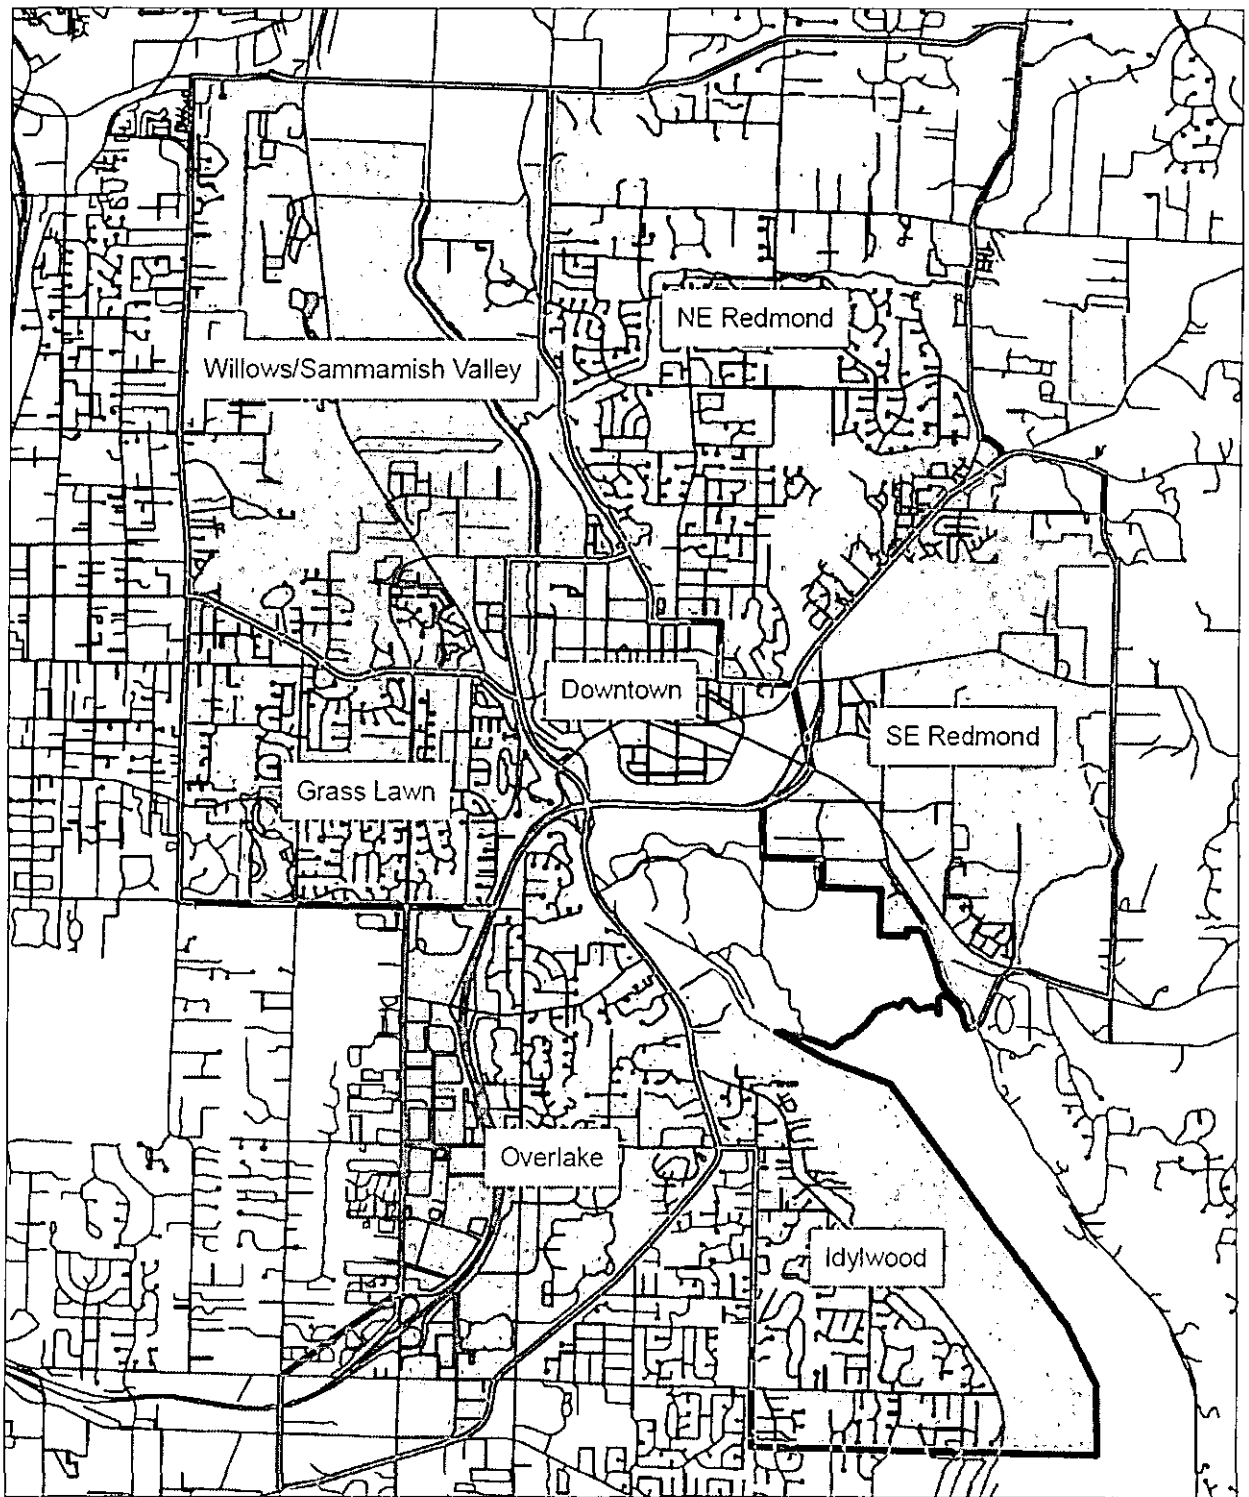 NE Redmond
Willows/Sammamish Valley
Downtown
SE Redmond
Grass Lawn
Overlake
Idylwood